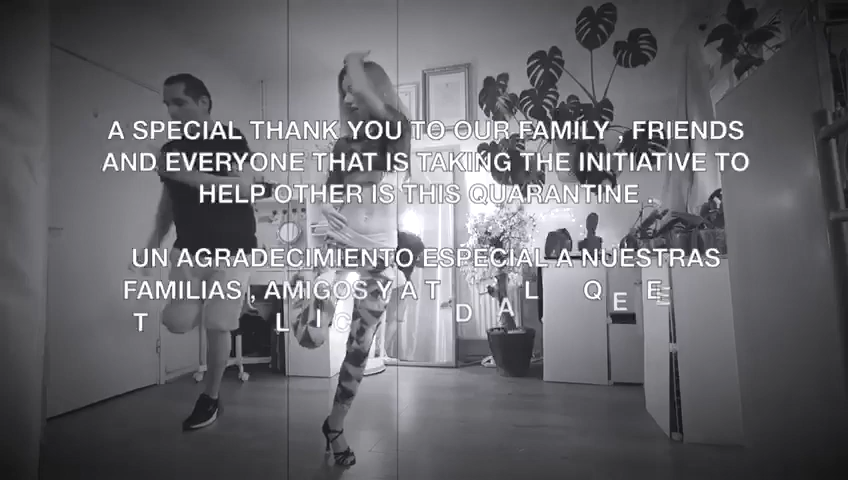 A SPECIAL THANK YOU TO OUR FAMILY , FRIENDS
AND EVERYONE THAT IS TAKING THE INITIATIVE TO
HELP OTHER IS THIS QUARANTINE .
UN AGRADECIMIENTO ESPECIAL A NUESTRAS
FAMILIAS , AMIGOS Y A T